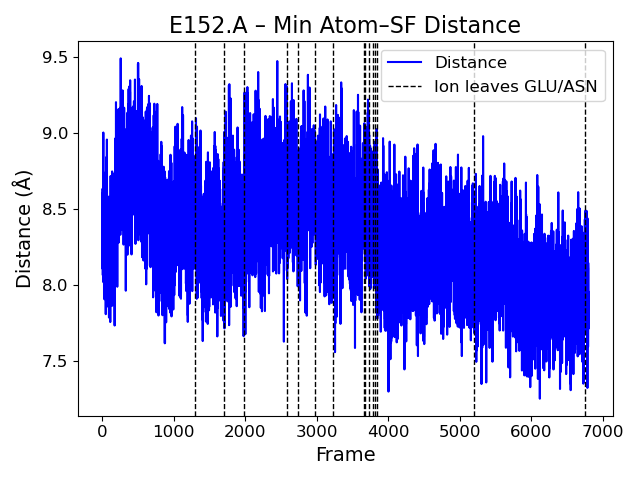 E152.A – Min Atom–SF Distance
Distance (Å)
9.5
9.0
8.5
8.0
7.5
Distance
Ion leaves GLU/ASN
0 1000 2000 3000 4000 5000 6000 7000
Frame